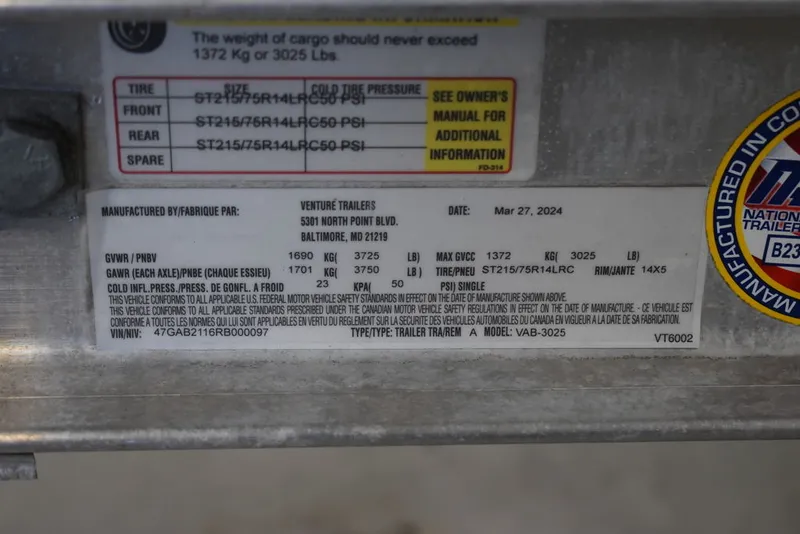 The weight of cargo should never exceed
1372 Kg or 3025 Lbs.
TIRE SIZE COLD TIRE PRESSURE
FRONT ST215/75R14LRC50 PSI
REAR ST215/75R14LRC50 PSI
SPARE ST215/75R14LRC50 PSI
SEE OWNER'S
MANUAL FOR
ADDITIONAL
INFORMATION
FD-214
MANUFACTURED BY/FABRIQUE PAR: VENTURE TRAILERS DATE: Mar 27, 2024
5301 NORTH POINT BLVD.
BALTIMORE, MD 21219
GVWR / PNBV 1690 KG( 3725 LB) MAX GVCC 1372 KG( 3025 LB)
GAWR (EACH AXLE)/PNBE (CHAQUE ESSIEU) 1701 KG( 3750 LB ) TIRE/PNEU ST215/75R14LRC RIM/JANTE 14X5
COLD INFL.PRESS./PRESS. DE GONFL. A FROID 23 KPA( 50 PSI) SINGLE
THIS VEHICLE CONFORMS TO ALL APPLICABLE U.S. FEDERAL MOTOR VEHICLE SAFETY STANDARDS IN EFFECT ON THE DATE OF MANUFACTURE SHOWN ABOVE.
THIS VEHICLE CONFORMS TO ALL APPLICABLE STANDARDS PRESCRIBED UNDER THE CANADIAN MOTOR VEHICLE SAFETY REGULATIONS IN EFFECT ON THE DATE OF MANUFACTURE. - CE VEHICULE EST
CONFORME A TOUTES LES NORMES QUI LUI SONT APPLICABLES EN VERTU DU REGLEMENT SUR LA SECURITE DES VEHICULES AUTOMOBILES DU CANADA EN VIGUEUR A LA DATE DE SA FABRICATION.
VIN/NIV: 47GAB2116RB000097 TYPE/TYPE: TRAILER TRA/REM A MODEL: VAB-3025
VT6002
MANUFACTURED IN
NATION
TRAILER
B23